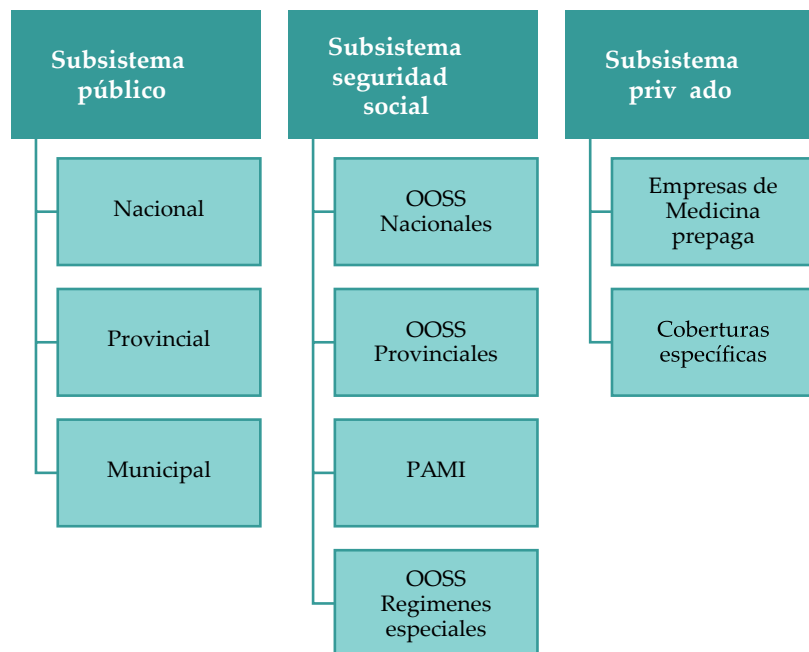 Subsistema
público
Nacional
Provincial
Municipal
Subsistema
seguridad
social
OOSS
Nacionales
OOSS
Provinciales
PAMI
OOSS
Regimenes
especiales
Subsistema
priv ado
Empresas de
Medicina
prepaga
Coberturas
específicas